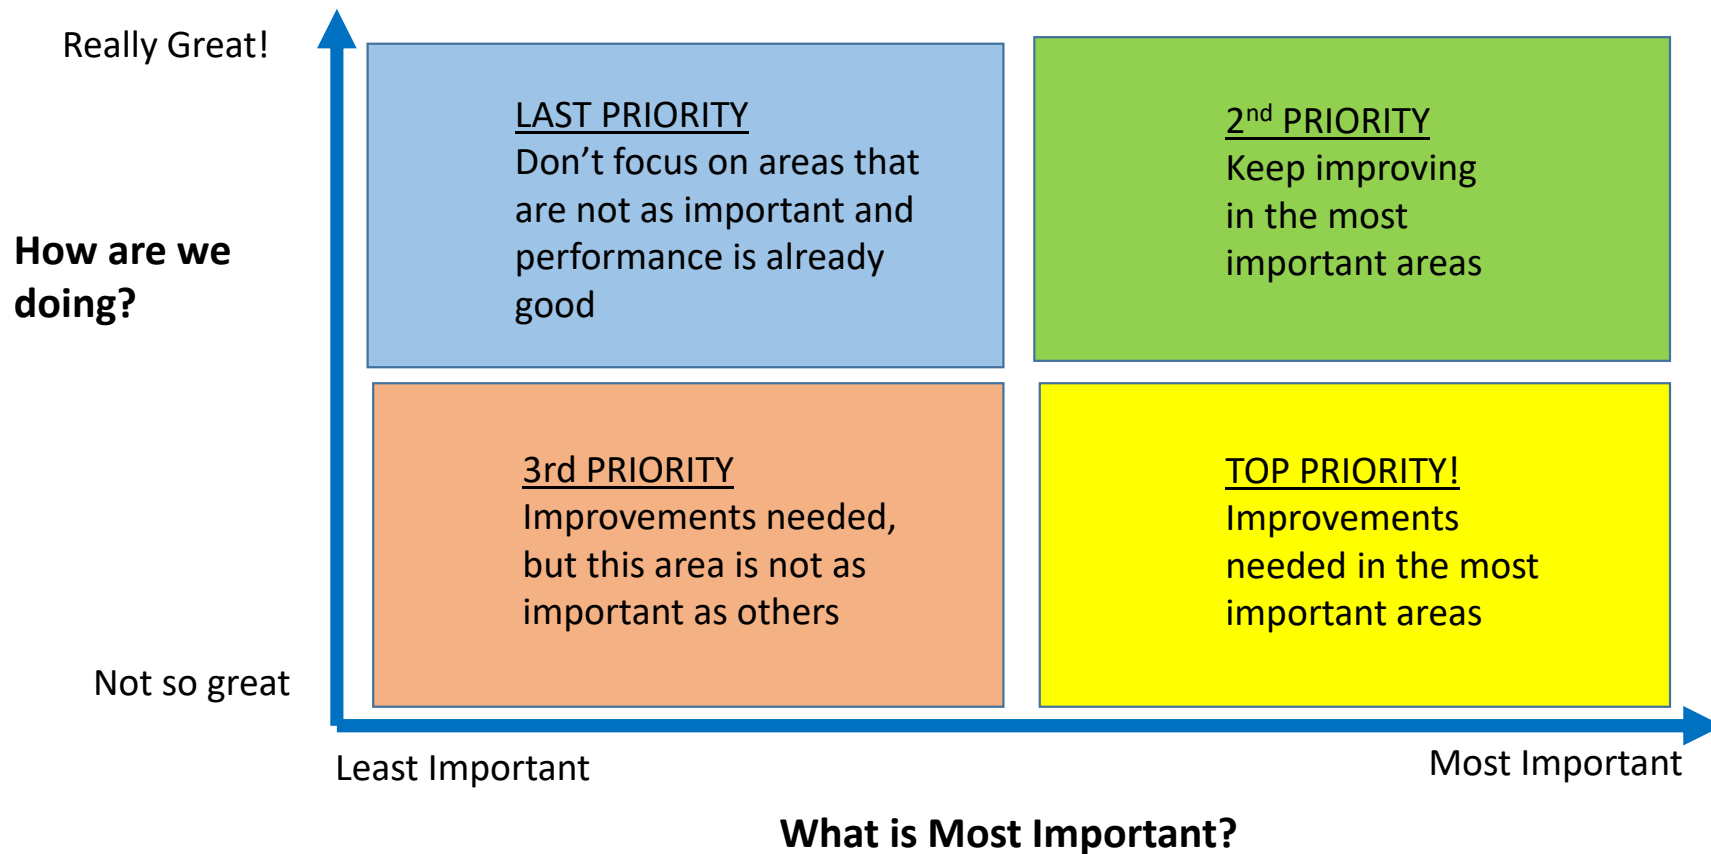 Really Great!
LAST PRIORITY
Don’t focus on areas that
are not as important and
performance is already
good
2nd PRIORITY
Keep improving
in the most
important areas
How are we
doing?
3rd PRIORITY
Improvements needed,
but this area is not as
important as others
TOP PRIORITY!
Improvements
needed in the most
important areas
Not so great
Least Important
Most Important
What is Most Important?